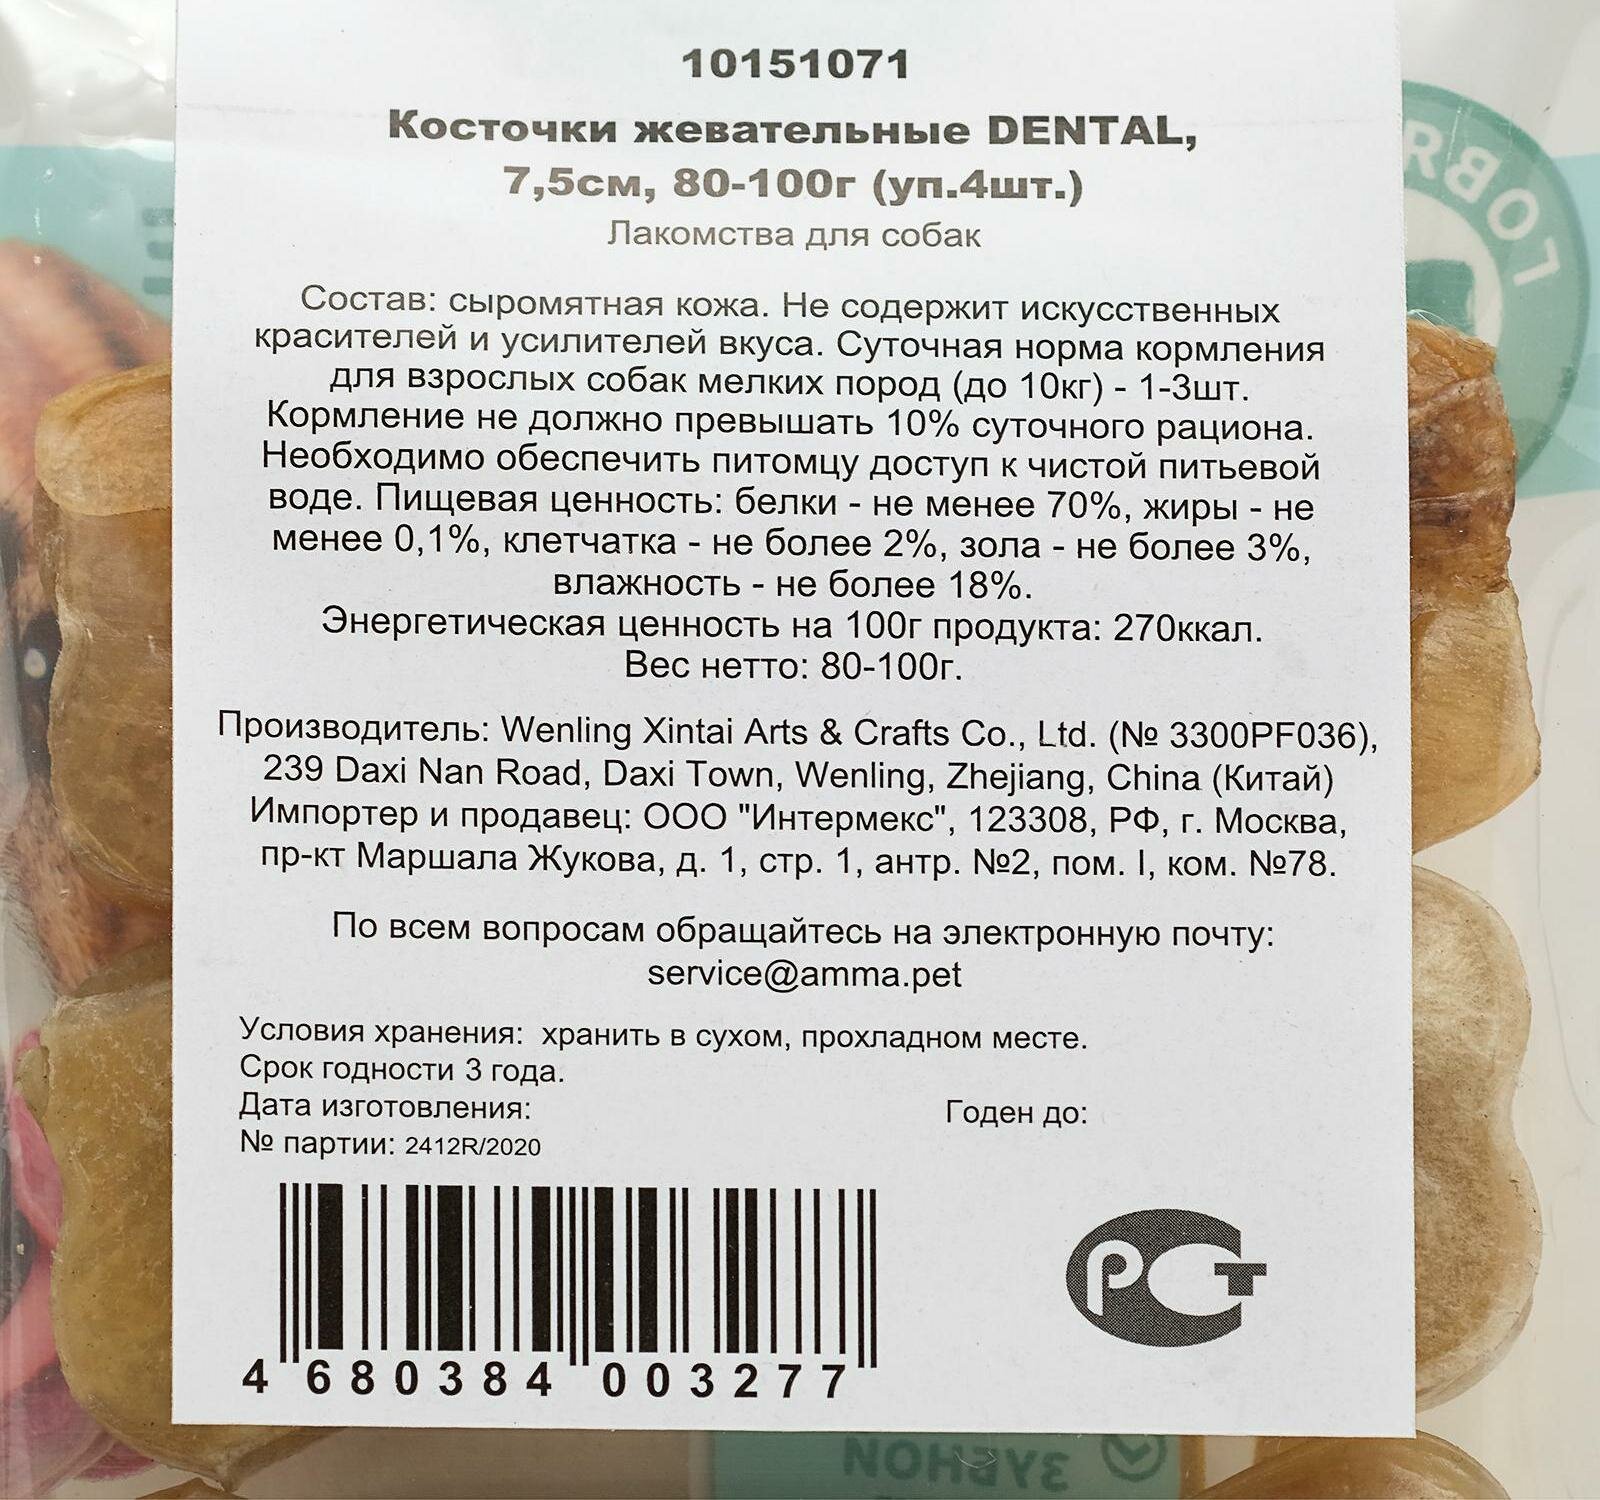 10151071
Косточки жевательные DENTAL,
7,5см, 80-100г (уп.4шт.)
Лакомства для собак
Состав: сыромятная кожа. Не содержит искусственных
красителей и усилителей вкуса. Суточная норма кормления
для взрослых собак мелких пород (до 10кг) - 1-3шт.
Кормление не должно превышать 10% суточного рациона.
Необходимо обеспечить питомцу доступ к чистой питьевой
воде. Пищевая ценность: белки - не менее 70%, жиры - не
менее 0,1%, клетчатка - не более 2%, зола - не более 3%,
влажность - не более 18%.
Энергетическая ценность на 100г продукта: 270ккал.
Вес нетто: 80-100г.
Производитель: Wenling Xintai Arts & Crafts Co., Ltd. (№ 3300PF036),
239 Daxi Nan Road, Daxi Town, Wenling, Zhejiang, China (Китай)
Импортер и продавец: ООО "Интермекс", 123308, РФ, г. Москва,
пр-кт Маршала Жукова, д. 1, стр. 1, антр. №2, пом. I, ком. №78.
По всем вопросам обращайтесь на электронную почту:
service@amma.pet
Условия хранения: хранить в сухом, прохладном месте.
Срок годности 3 года.
Дата изготовления: Годен до:
№ партии: 2412R/2020
4 680384 003277
РСТ